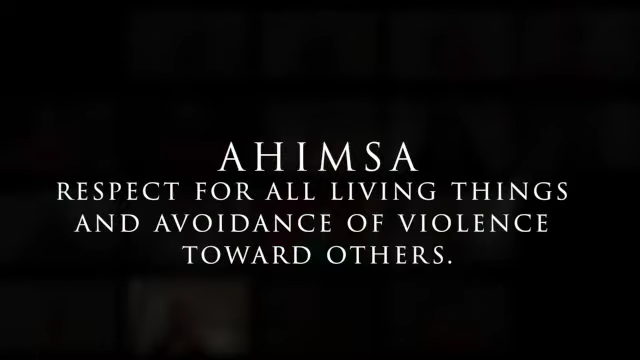 AHIMSA
RESPECT FOR ALL LIVING THINGS
AND AVOIDANCE OF VIOLENCE
TOWARD OTHERS.